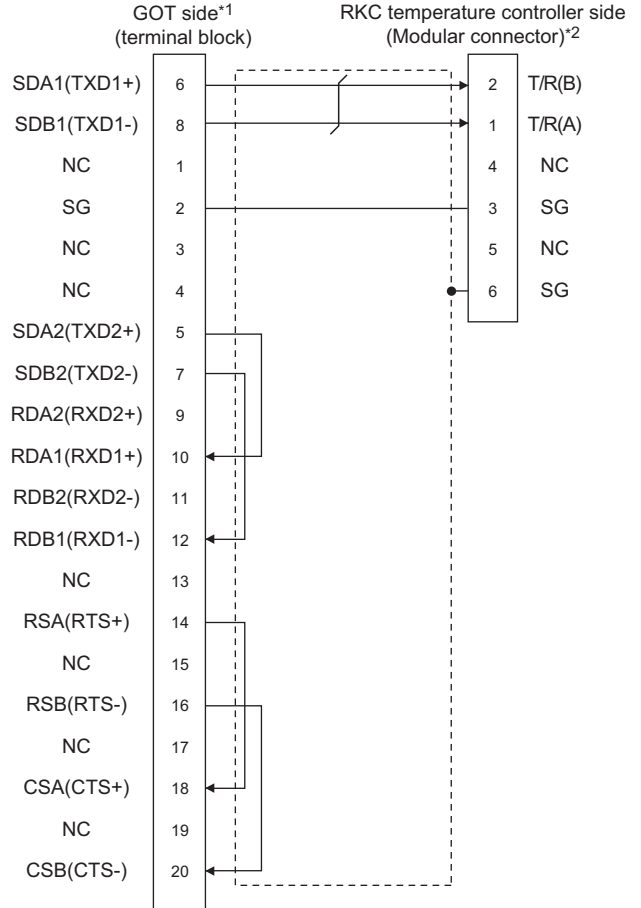 GOT side*1
(terminal block)
RKC temperature controller side
(Modular connector)*2
SDA1(TXD1+) 6 2 T/R(B)
SDB1(TXD1-) 8 1 T/R(A)
NC 1 4 NC
SG 2 3 SG
NC 3 5 NC
NC 4 6 SG
SDA2(TXD2+) 5
SDB2(TXD2-) 7
RDA2(RXD2+) 9
RDA1(RXD1+) 10
RDB2(RXD2-) 11
RDB1(RXD1-) 12
NC 13
RSA(RTS+) 14
NC 15
RSB(RTS-) 16
NC 17
CSA(CTS+) 18
NC 19
CSB(CTS-) 20